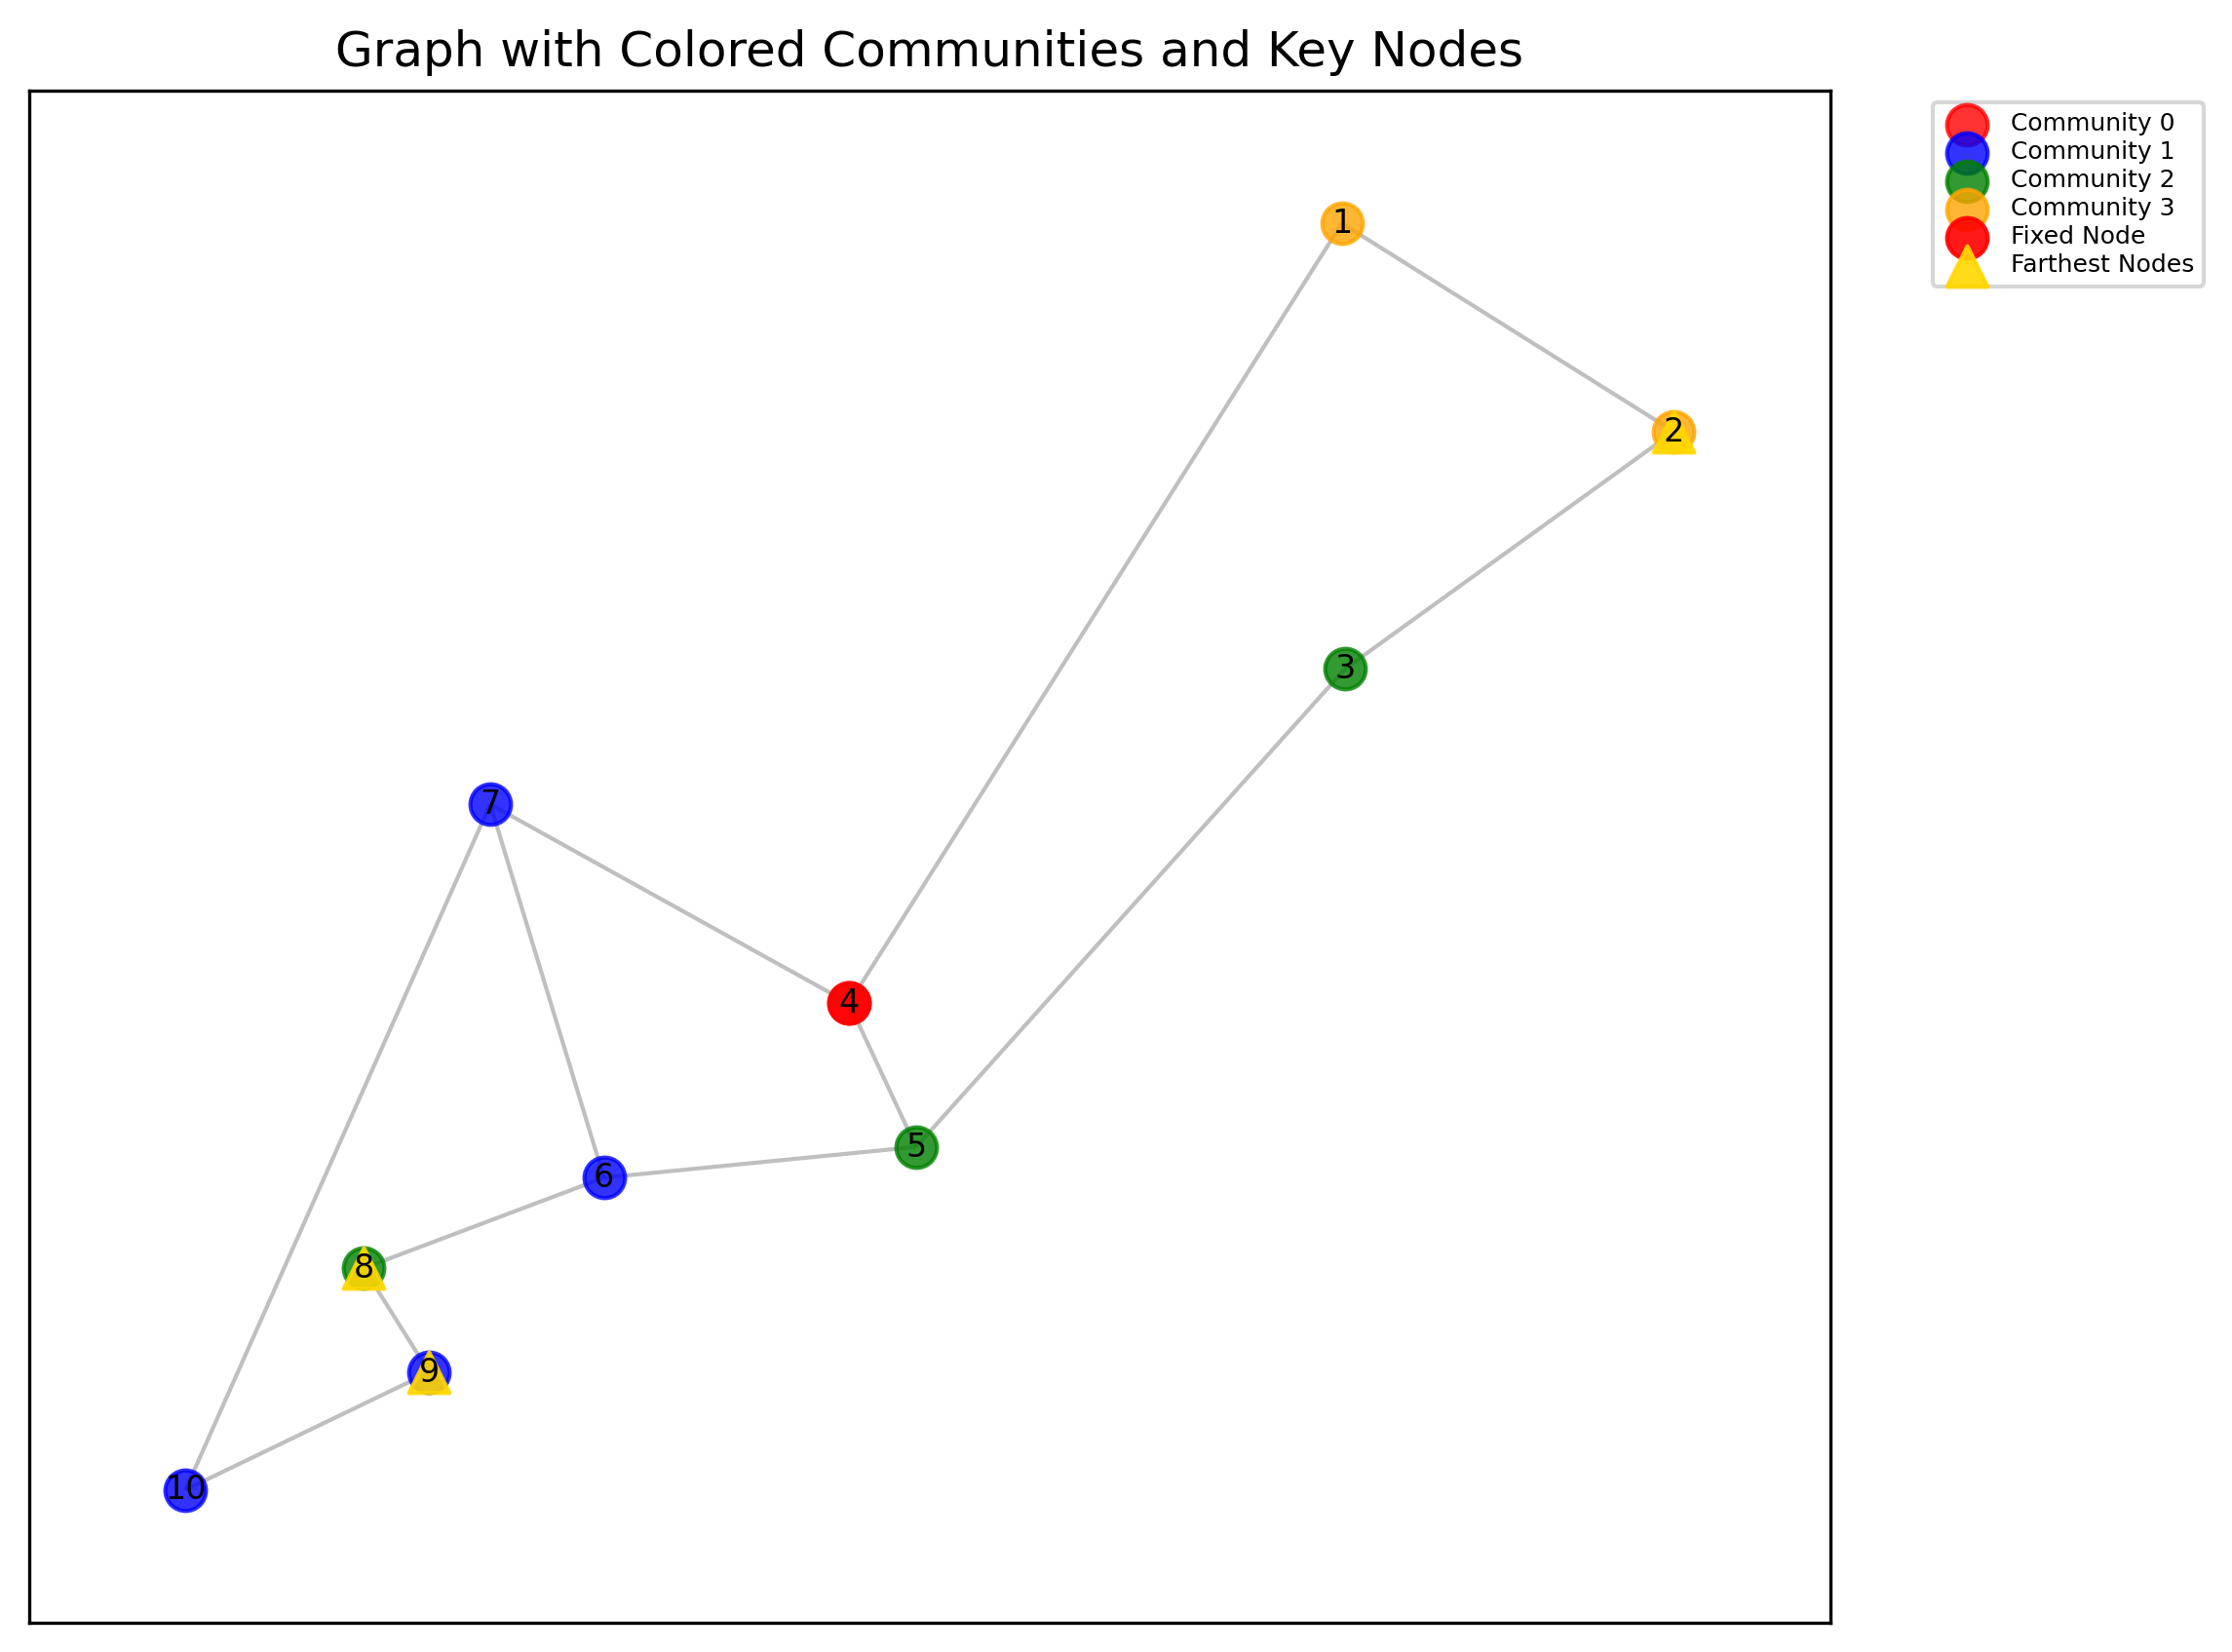 Graph with Colored Communities and Key Nodes
Community 0
Community 1
Community 2
Community 3
Fixed Node
Farthest Nodes
1
2
3
7
4
5
6
8
9
10